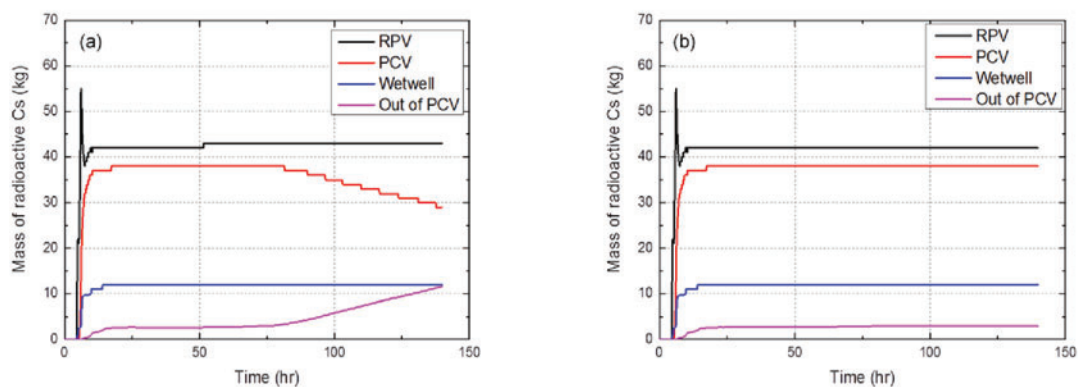 (a)
RPV
PCV
Wetwell
Out of PCV
Mass of radioactive Cs (kg)
70
60
50
40
30
20
10
0
0 50 100 150
Time (hr)
(b)
RPV
PCV
Wetwell
Out of PCV
Mass of radioactive Cs (kg)
70
60
50
40
30
20
10
0
0 50 100 150
Time (hr)